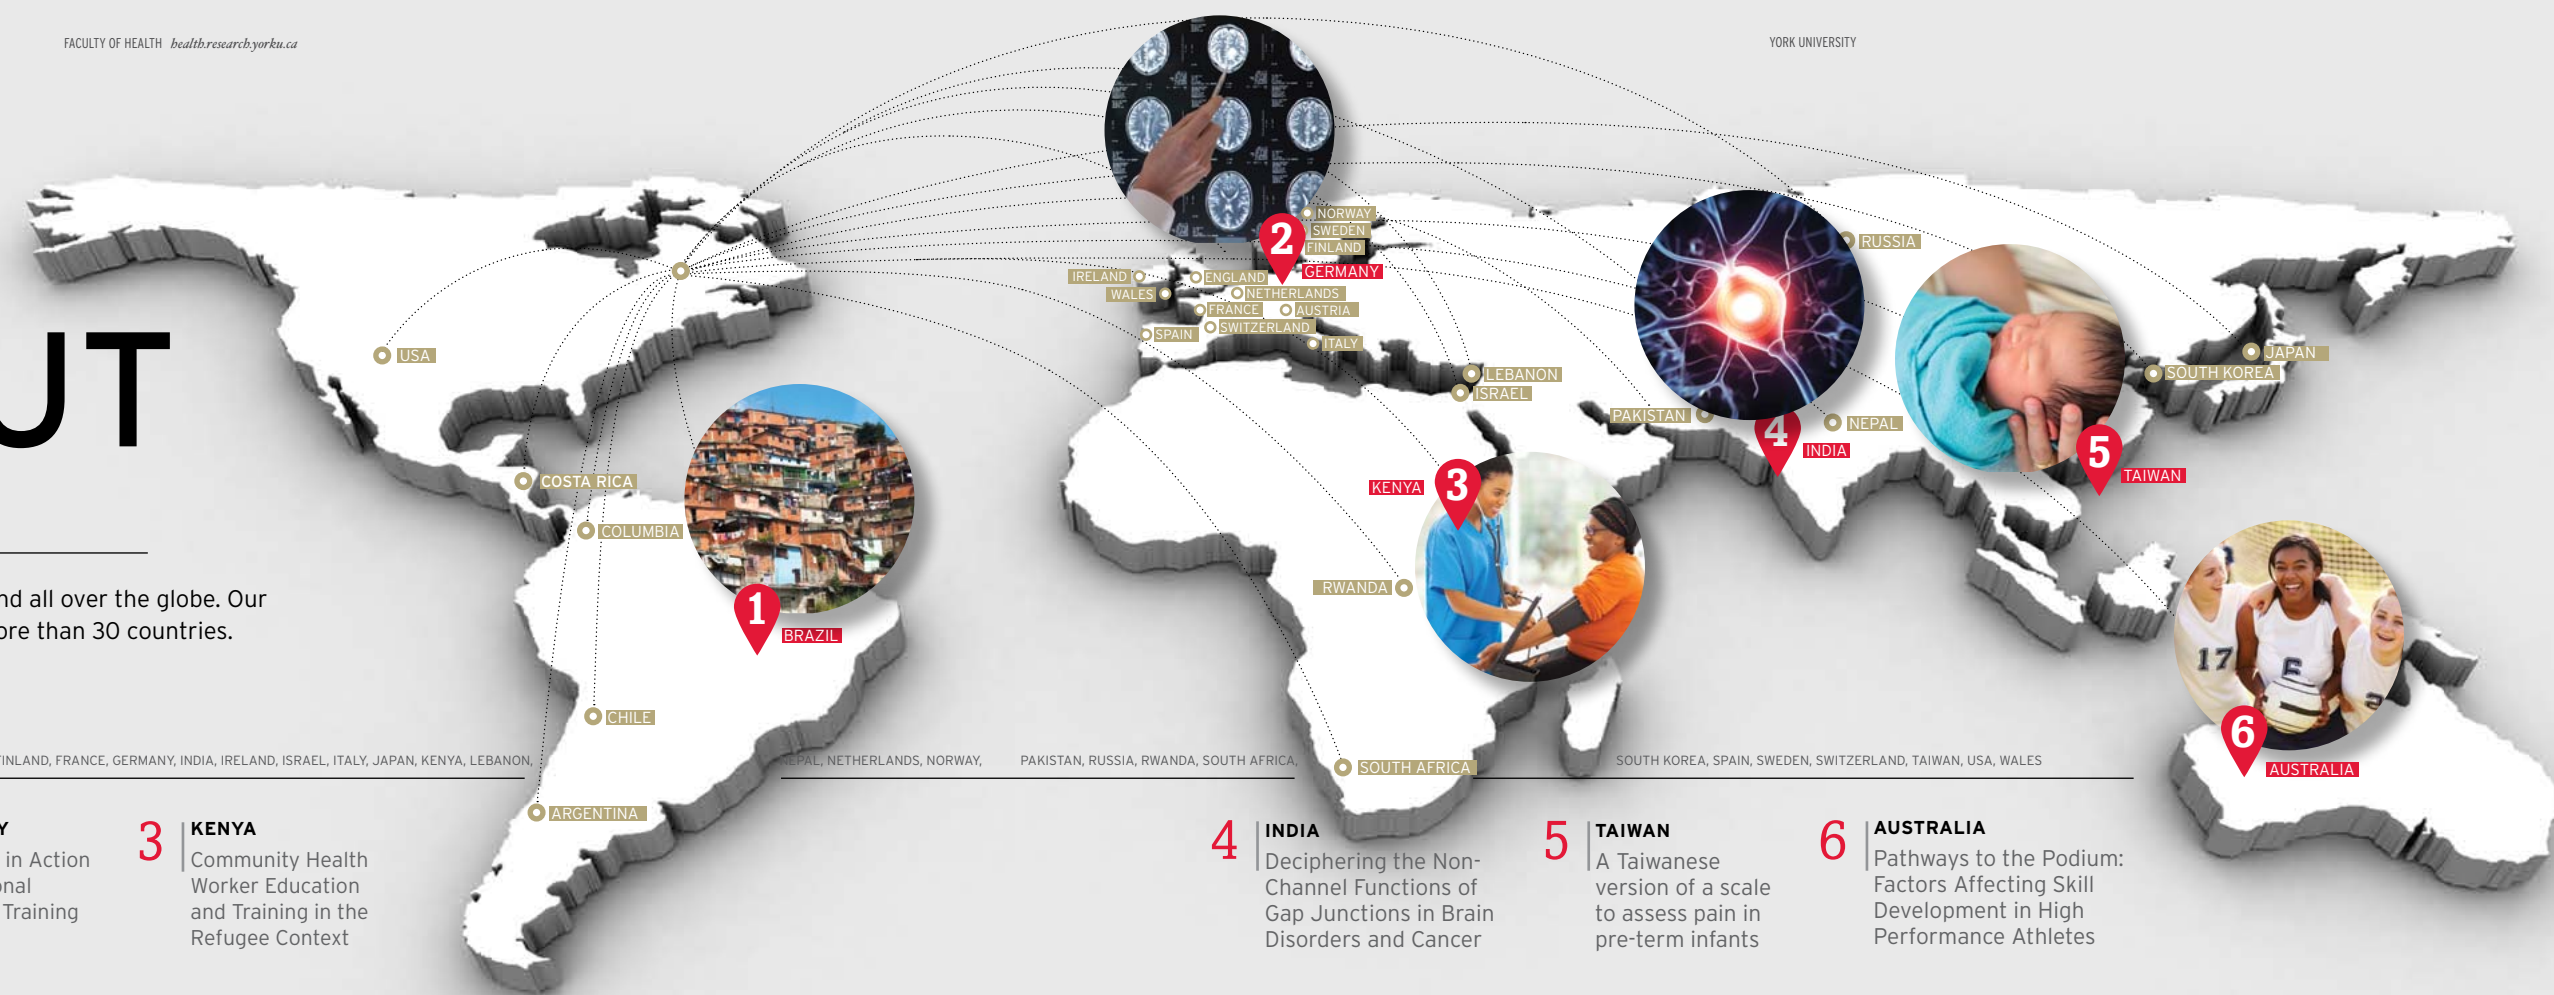 FACULTY OF HEALTH health.research.yorku.ca
YORK UNIVERSITY
UT
nd all over the globe. Our
ore than 30 countries.
USA
COSTA RICA
COLUMBIA
1
BRAZIL
CHILE
ARGENTINA
2
NORWAY
SWEDEN
FINLAND
GERMANY
IRELAND
ENGLAND
WALES
NETHERLANDS
FRANCE
AUSTRIA
SWITZERLAND
SPAIN
ITALY
LEBANON
ISRAEL
KENYA
3
RWANDA
SOUTH AFRICA
RUSSIA
PAKISTAN
NEPAL
4
INDIA
JAPAN
SOUTH KOREA
5
TAIWAN
17
6
2
6
AUSTRALIA
FINLAND, FRANCE, GERMANY, INDIA, IRELAND, ISRAEL, ITALY, JAPAN, KENYA, LEBANON,
NEPAL, NETHERLANDS, NORWAY,
PAKISTAN, RUSSIA, RWANDA, SOUTH AFRICA,
SOUTH KOREA, SPAIN, SWEDEN, SWITZERLAND, TAIWAN, USA, WALES
Y
in Action
onal
Training
3
KENYA
Community Health
Worker Education
and Training in the
Refugee Context
4
INDIA
Deciphering the Non-
Channel Functions of
Gap Junctions in Brain
Disorders and Cancer
5
TAIWAN
A Taiwanese
version of a scale
to assess pain in
pre-term infants
6
AUSTRALIA
Pathways to the Podium:
Factors Affecting Skill
Development in High
Performance Athletes